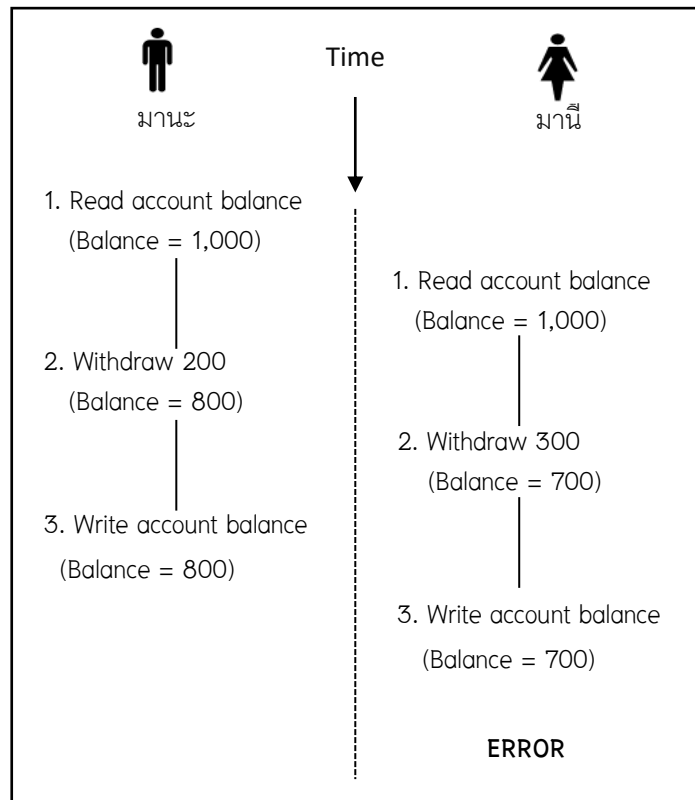 Time
มานะ
มานี
1. Read account balance
(Balance = 1,000)
1. Read account balance
(Balance = 1,000)
2. Withdraw 200
(Balance = 800)
2. Withdraw 300
(Balance = 700)
3. Write account balance
(Balance = 800)
3. Write account balance
(Balance = 700)
ERROR